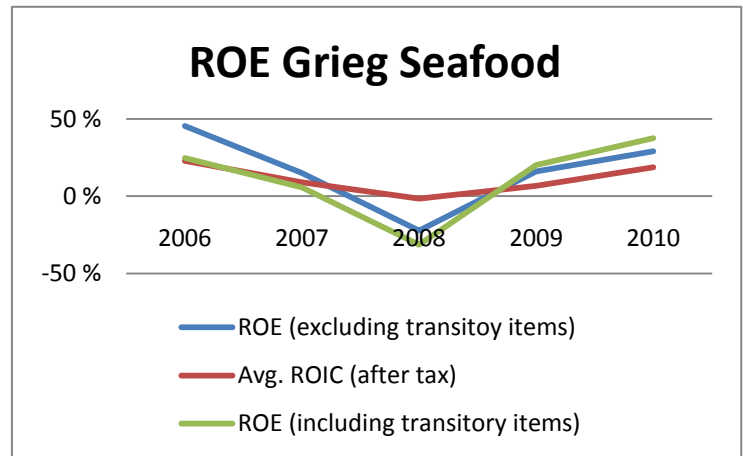 ROE Grieg Seafood
50 %
0 %
2006 2007 2008 2009 2010
-50 %
ROE (excluding transitoy items)
Avg. ROIC (after tax)
ROE (including transitory items)